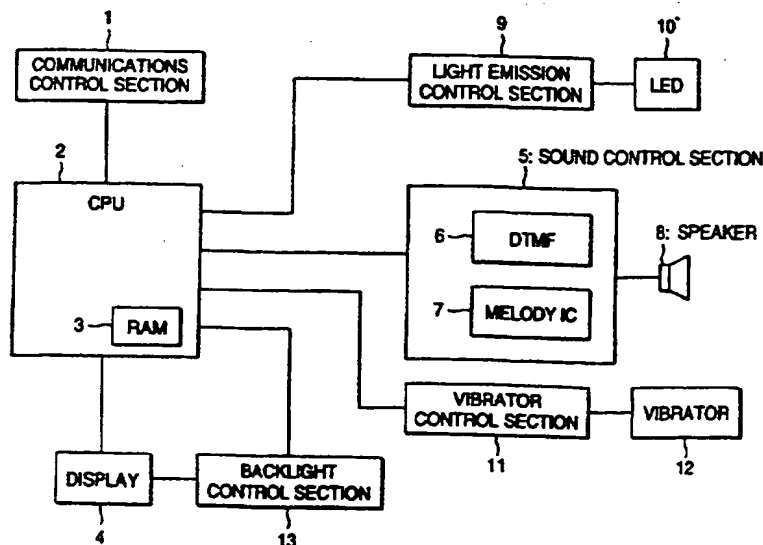 1
COMMUNICATIONS
CONTROL SECTION
9
LIGHT EMISSION
CONTROL SECTION
10
LED
2
CPU
3
RAM
5: SOUND CONTROL SECTION
6
DTMF
7
MELODY IC
8: SPEAKER
VIBRATOR
CONTROL SECTION
11
VIBRATOR
12
DISPLAY
4
BACKLIGHT
CONTROL SECTION
13